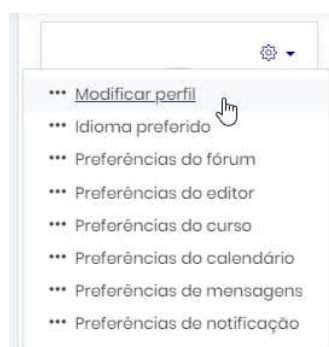 Modificar perfil
Idioma preferido
Preferências do fórum
Preferências do editor
Preferências do curso
Preferências do calendário
Preferências de mensagens
Preferências de notificação